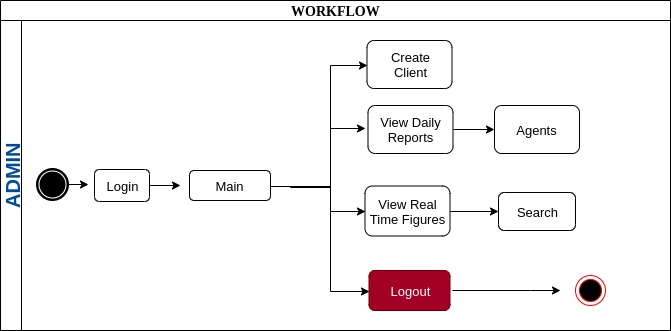 WORKFLOW
ADMIN
Login
Main
Create
Client
View Daily
Reports
Agents
View Real
Time Figures
Search
Logout